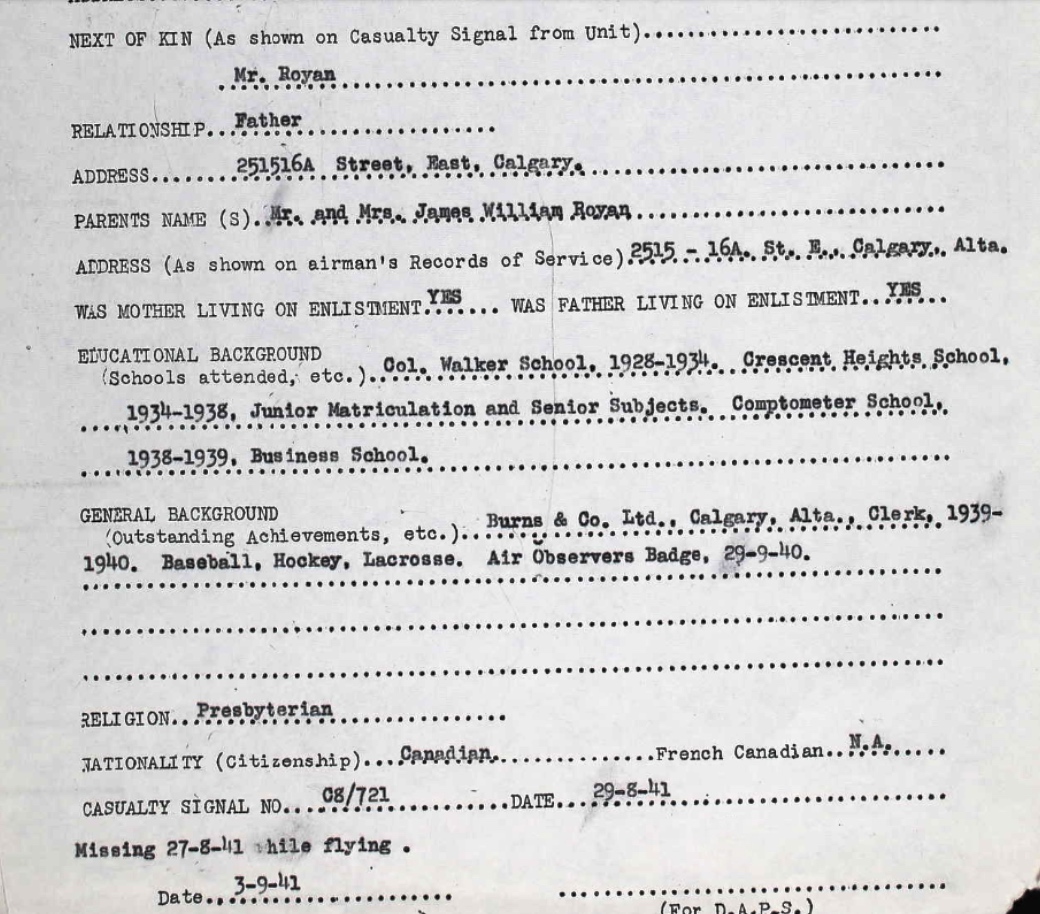 NEXT OF KIN (As shown on Casualty Signal from Unit)
Mr. Royan
RELATIONSHIP.. Father
ADDRESS....... 251516A Street, East, Calgary.
PARENTS NAME (S).. Mr. and Mrs. James William Royan
ADDRESS (As shown on airman's Records of Service) 2515 - 16A. St. E., Calgary, Alta.
WAS MOTHER LIVING ON ENLISTMENT YES ... WAS FATHER LIVING ON ENLISTMENT.. YES
EDUCATIONAL BACKGROUND
(Schools attended, etc.).. Col. Walker School, 1928-1934. Crescent Heights School,
1934-1938, Junior Matriculation and Senior Subjects. Comptometer School,
1938-1939, Business School.
GENERAL BACKGROUND
(Outstanding Achievements, etc.).. Burns & Co. Ltd., Calgary, Alta., Clerk, 1939-
1940. Baseball, Hockey, Lacrosse. Air Observers Badge, 29-9-40.
RELIGION.. Presbyterian
NATIONALITY (Citizenship)... Canadian. French Canadian.. N.A.
CASUALTY SIGNAL NO.... C8/721 DATE... 29-8-41
Missing 27-8-41 hile flying .
Date.. 3-9-41
(For D.A.P.S.)